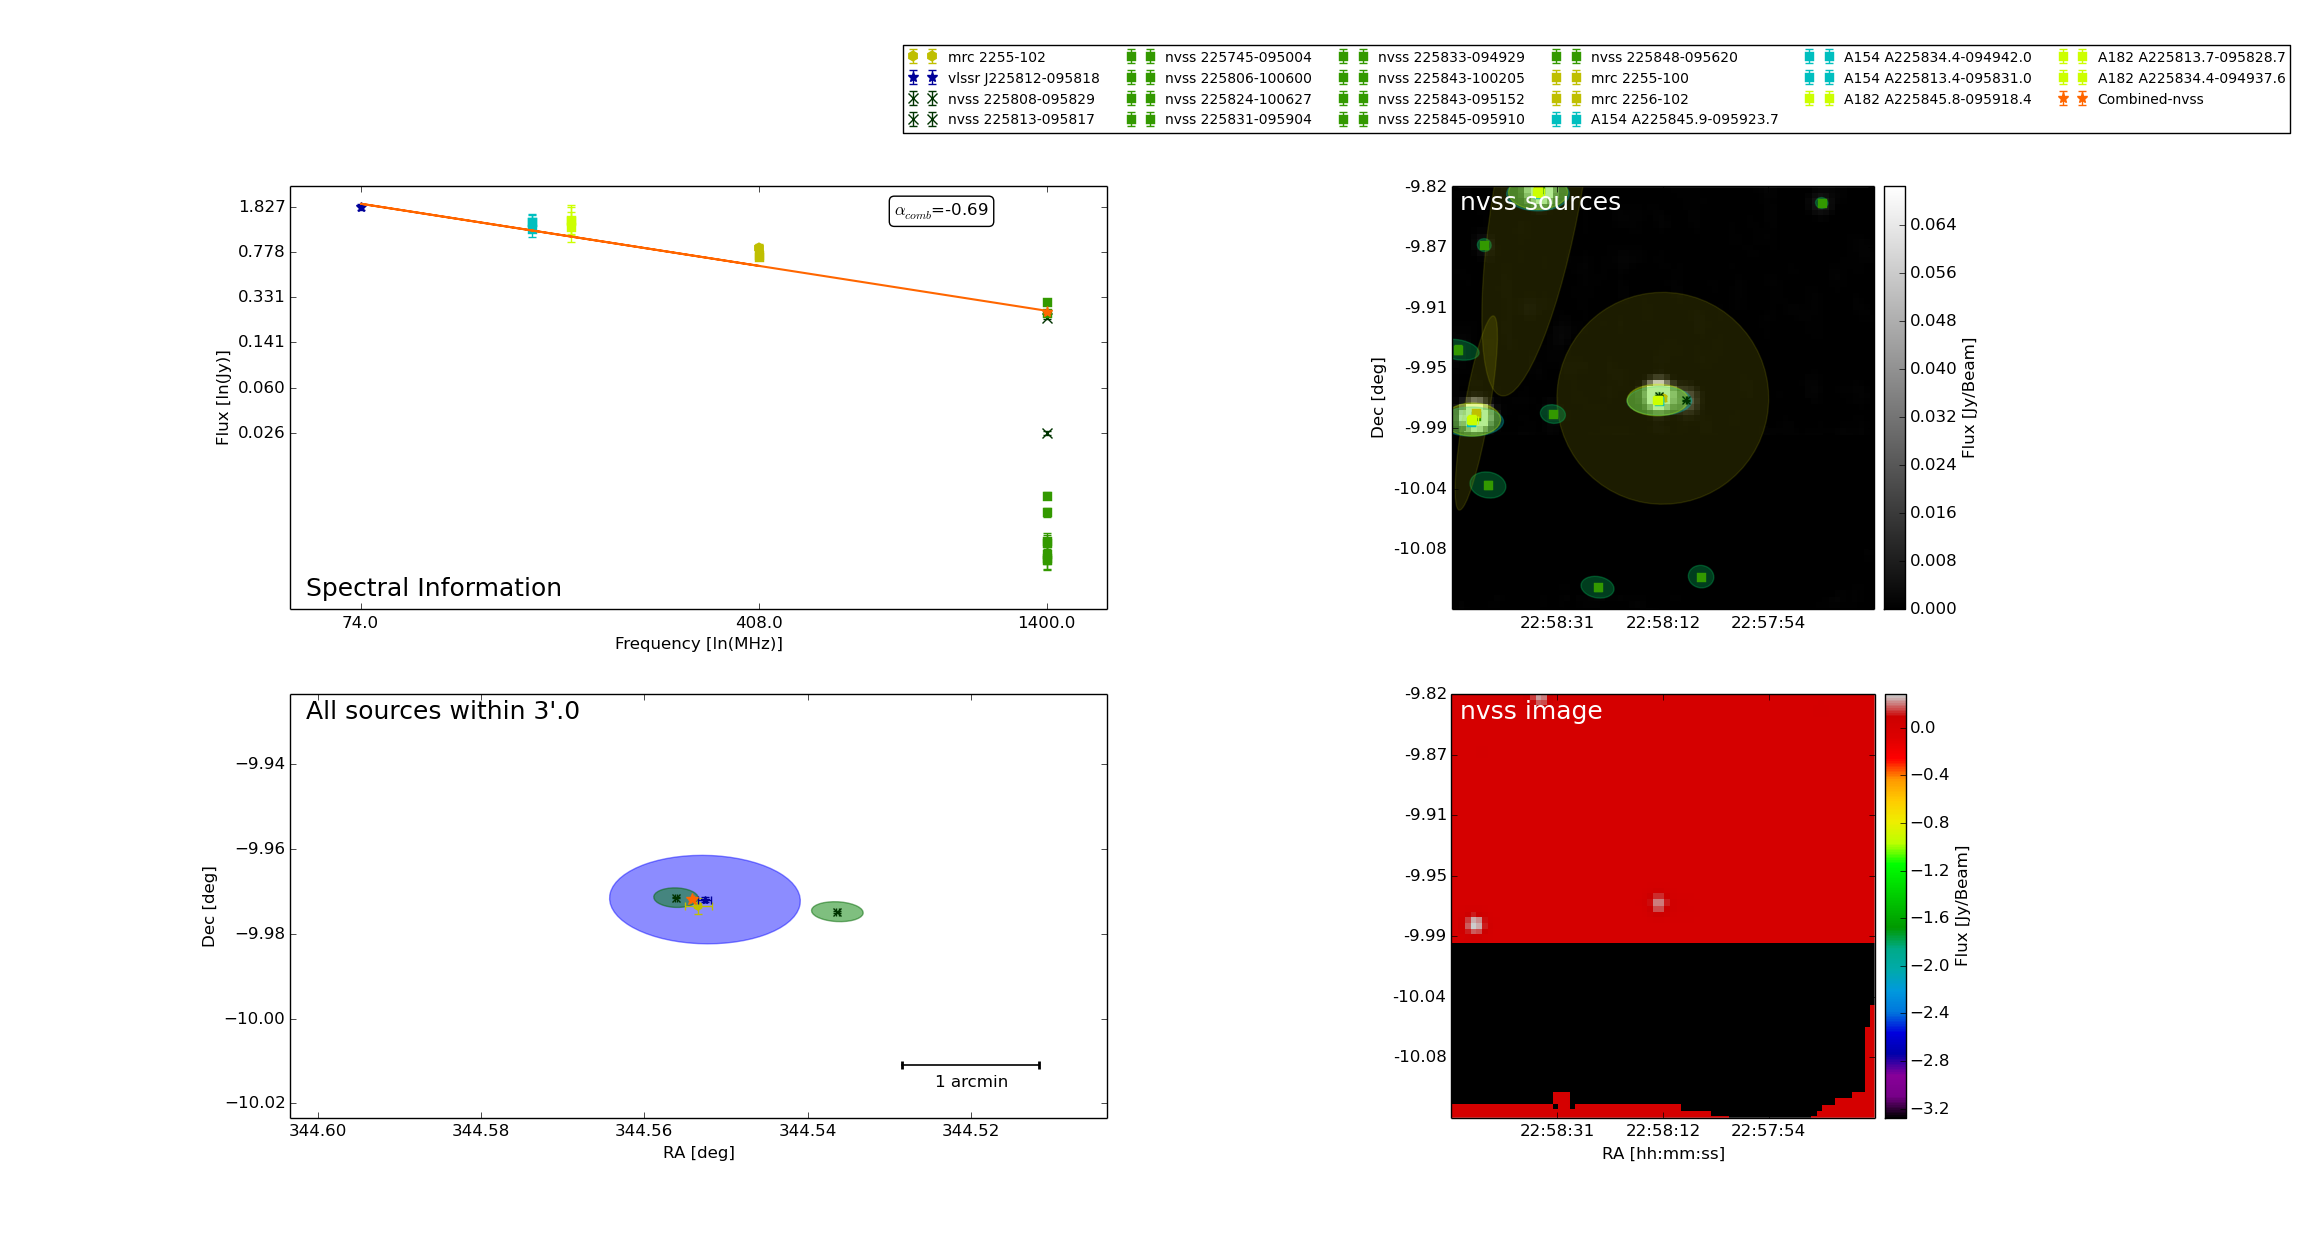 mrc 2255-102
vlssr J225812-095818
nvss 225808-095829
nvss 225813-095817
nvss 225745-095004
nvss 225806-100600
nvss 225824-100627
nvss 225831-095904
nvss 225833-094929
nvss 225843-100205
nvss 225843-095152
nvss 225845-095910
nvss 225848-095620
mrc 2255-100
mrc 2256-102
A154 A225845.9-095923.7
A154 A225834.4-094942.0
A154 A225813.4-095831.0
A182 A225845.8-095918.4
A182 A225813.7-095828.7
A182 A225834.4-094937.6
Combined-nvss
1.827
0.778
0.331
0.141
0.060
0.026
Flux [ln(Jy)]
αcomb=-0.69
Spectral Information
74.0 408.0 1400.0
Frequency [ln(MHz)]
nvss sources
-9.82
-9.87
-9.91
-9.95
-9.99
-10.04
-10.08
Dec [deg]
22:58:31 22:58:12 22:57:54
0.064
0.056
0.048
0.040
0.032
0.024
0.016
0.008
0.000
Flux [Jy/Beam]
All sources within 3'.0
−9.94
−9.96
−9.98
−10.00
−10.02
Dec [deg]
1 arcmin
344.60 344.58 344.56 344.54 344.52
RA [deg]
nvss image
-9.82
-9.87
-9.91
-9.95
-9.99
-10.04
-10.08
22:58:31 22:58:12 22:57:54
RA [hh:mm:ss]
0.0
−0.4
−0.8
−1.2
−1.6
−2.0
−2.4
−2.8
−3.2
Flux [Jy/Beam]